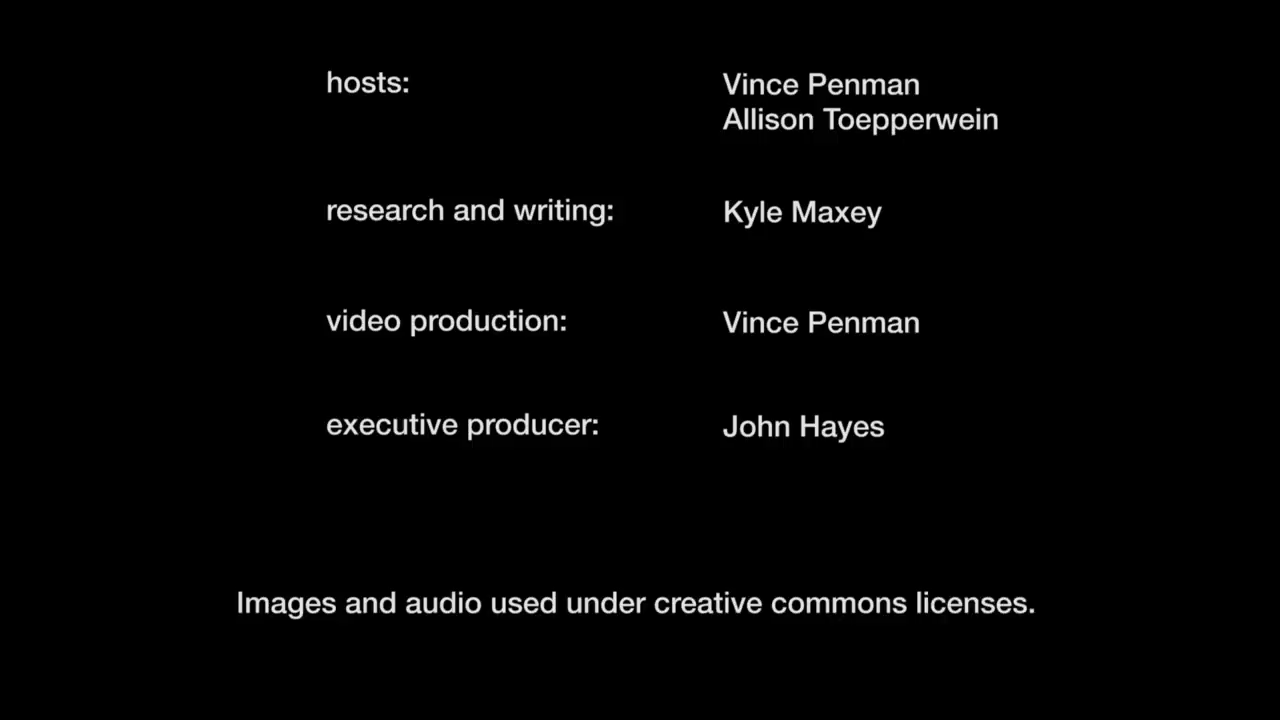 hosts: Vince Penman
Allison Toepperwein
research and writing: Kyle Maxey
video production: Vince Penman
executive producer: John Hayes
Images and audio used under creative commons licenses.